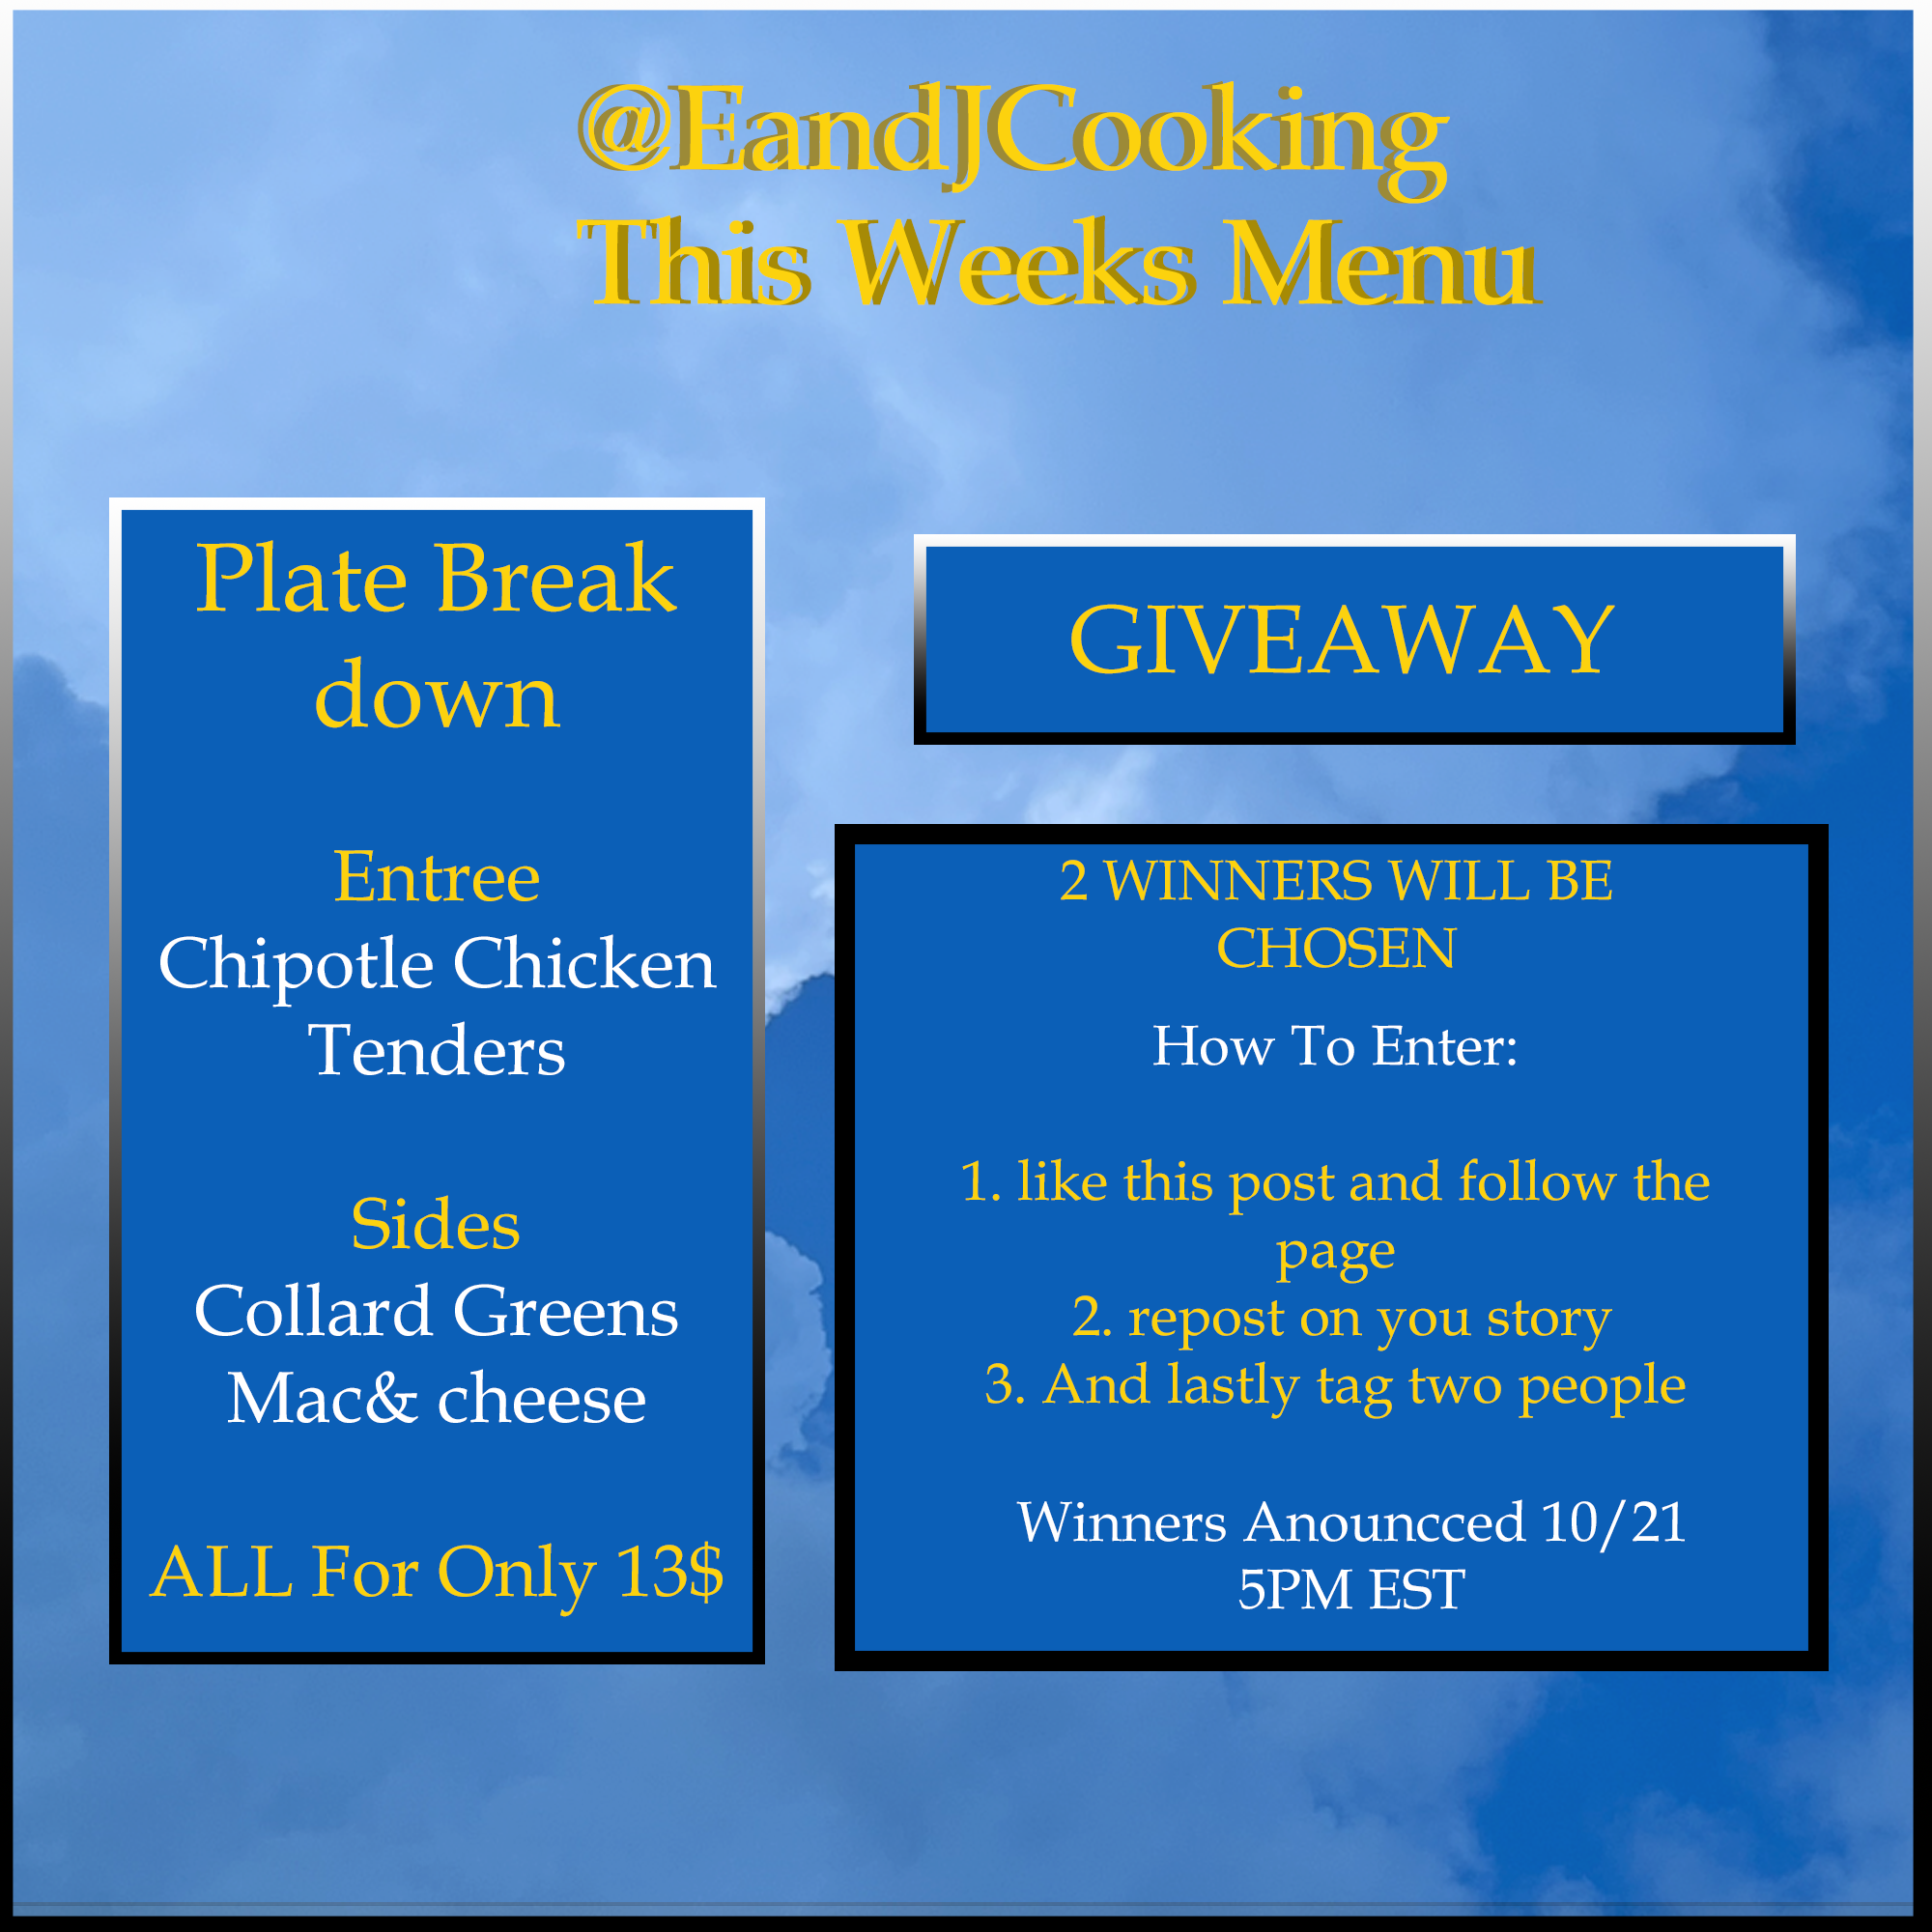 @EandJCooking
This Weeks Menu
Plate Break
down
Entree
Chipotle Chicken
Tenders
Sides
Collard Greens
Mac& cheese
ALL For Only 13$
GIVEAWAY
2 WINNERS WILL BE
CHOSEN
How To Enter:
1. like this post and follow the
page
2. repost on you story
3. And lastly tag two people
Winners Anouncced 10/21
5PM EST